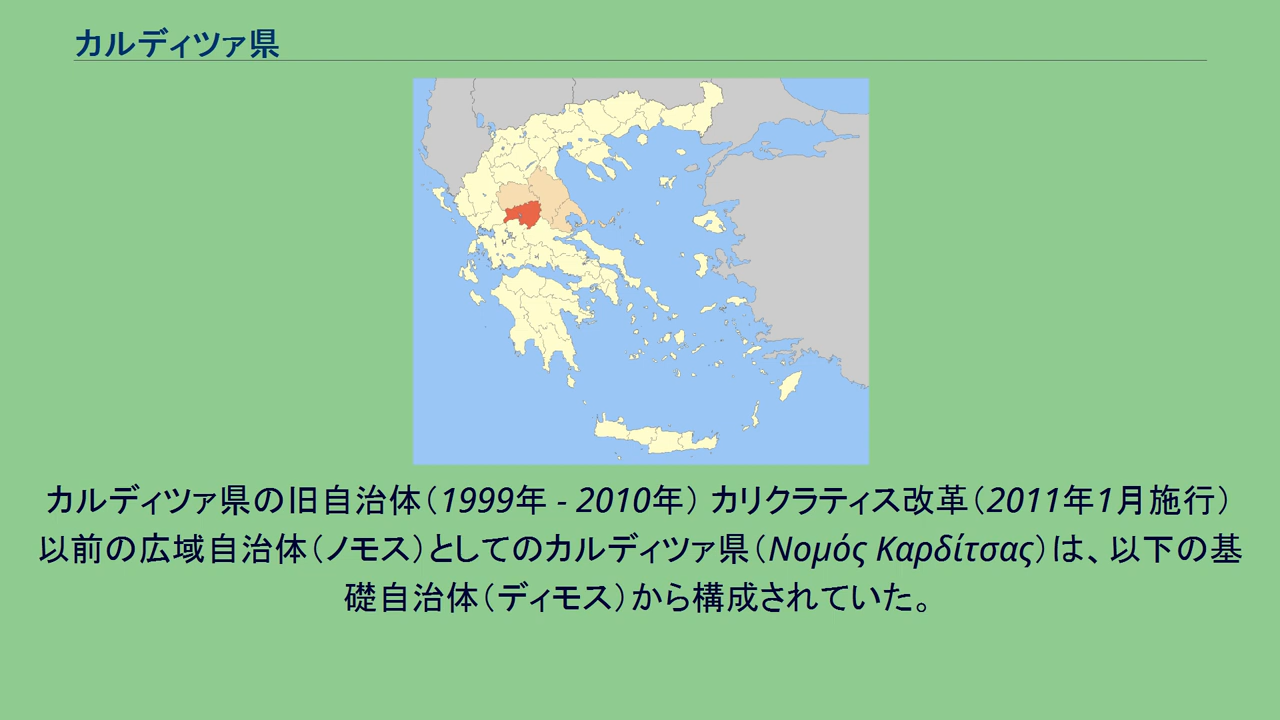 カルディツァ県
カルディツァ県の旧自治体（1999年 - 2010年） カリクラティス改革（2011年1月施行）
以前の広域自治体（ノモス）としてのカルディツァ県（Νομός Καρδίτσας）は、以下の基
礎自治体（ディモス）から構成されていた。